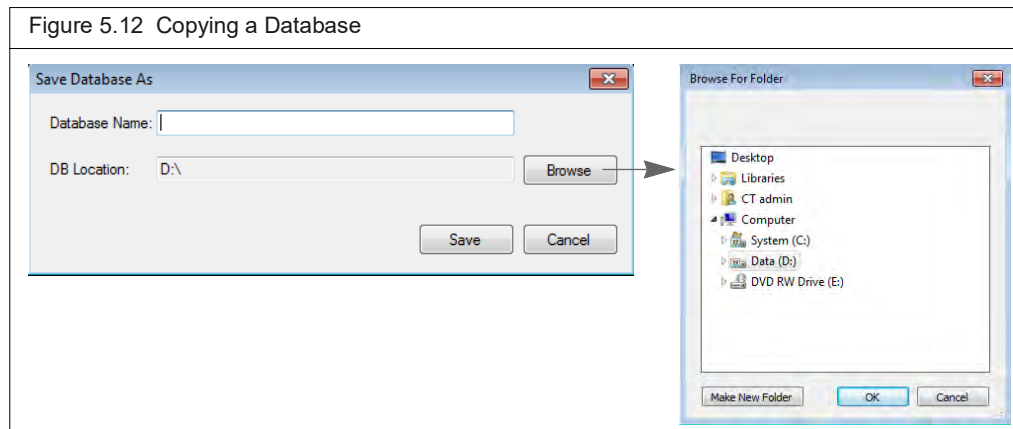 Figure 5.12 Copying a Database
Save Database As
Database Name:
DB Location: D:\ Browse
Save Cancel
Browse For Folder
Desktop
Libraries
CT admin
Computer
System (C:)
Data (D:)
DVD RW Drive (E:)
Make New Folder OK Cancel